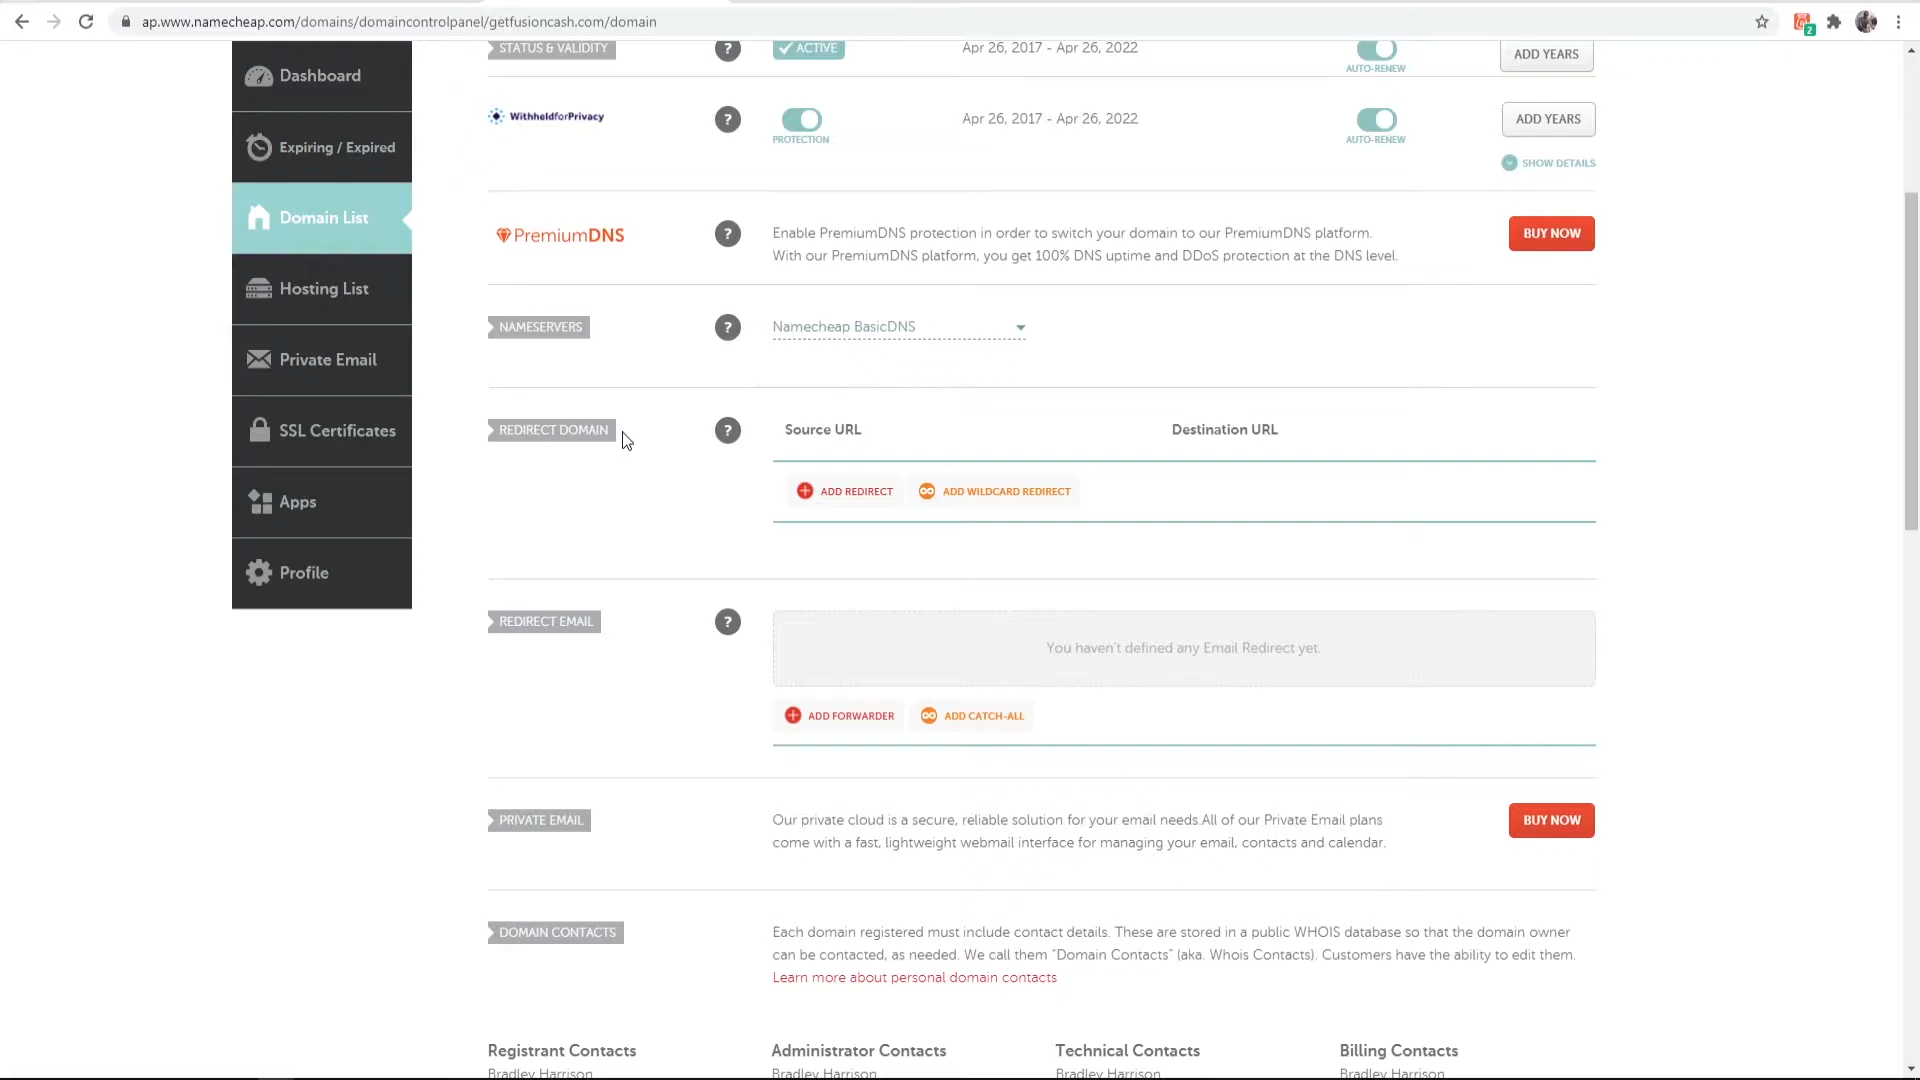 ap.www.namecheap.com/domains/domaincontrolpanel/getfusioncash.com/domain
2
STATUS & VALIDITY
?
ACTIVE
Apr 26, 2017 - Apr 26, 2022
AUTO-RENEW
ADD YEARS
Dashboard
Expiring / Expired
Domain List
Hosting List
Private Email
SSL Certificates
Apps
Profile
WithheldforPrivacy
?
PROTECTION
Apr 26, 2017 - Apr 26, 2022
AUTO-RENEW
ADD YEARS
SHOW DETAILS
PremiumDNS
?
Enable PremiumDNS protection in order to switch your domain to our PremiumDNS platform.
With our PremiumDNS platform, you get 100% DNS uptime and DDoS protection at the DNS level.
BUY NOW
NAMESERVERS
?
Namecheap BasicDNS
REDIRECT DOMAIN
?
Source URL
Destination URL
ADD REDIRECT
ADD WILDCARD REDIRECT
REDIRECT EMAIL
?
You haven't defined any Email Redirect yet.
ADD FORWARDER
ADD CATCH-ALL
PRIVATE EMAIL
Our private cloud is a secure, reliable solution for your email needs.All of our Private Email plans
come with a fast, lightweight webmail interface for managing your email, contacts and calendar.
BUY NOW
DOMAIN CONTACTS
Each domain registered must include contact details. These are stored in a public WHOIS database so that the domain owner
can be contacted, as needed. We call them "Domain Contacts" (aka. Whois Contacts). Customers have the ability to edit them.
Learn more about personal domain contacts
Registrant Contacts
Bradley Harrison
Administrator Contacts
Bradley Harrison
Technical Contacts
Bradley Harrison
Billing Contacts
Bradley Harrison